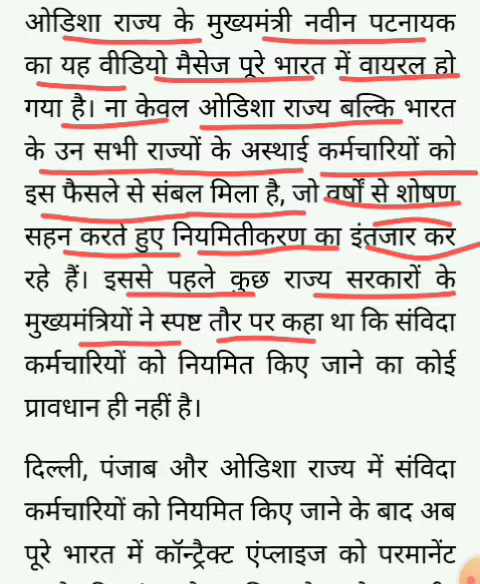 ओडिशा राज्य के मुख्यमंत्री नवीन पटनायक
का यह वीडियो मैसेज पूरे भारत में वायरल हो
गया है। ना केवल ओडिशा राज्य बल्कि भारत
के उन सभी राज्यों के अस्थाई कर्मचारियों को
इस फैसले से संबल मिला है, जो वर्षों से शोषण
सहन करते हुए नियमितीकरण का इंतजार कर
रहे हैं। इससे पहले कुछ राज्य सरकारों के
मुख्यमंत्रियों ने स्पष्ट तौर पर कहा था कि संविदा
कर्मचारियों को नियमित किए जाने का कोई
प्रावधान ही नहीं है।
दिल्ली, पंजाब और ओडिशा राज्य में संविदा
कर्मचारियों को नियमित किए जाने के बाद अब
पूरे भारत में कॉन्ट्रैक्ट एंप्लाइज को परमानेंट